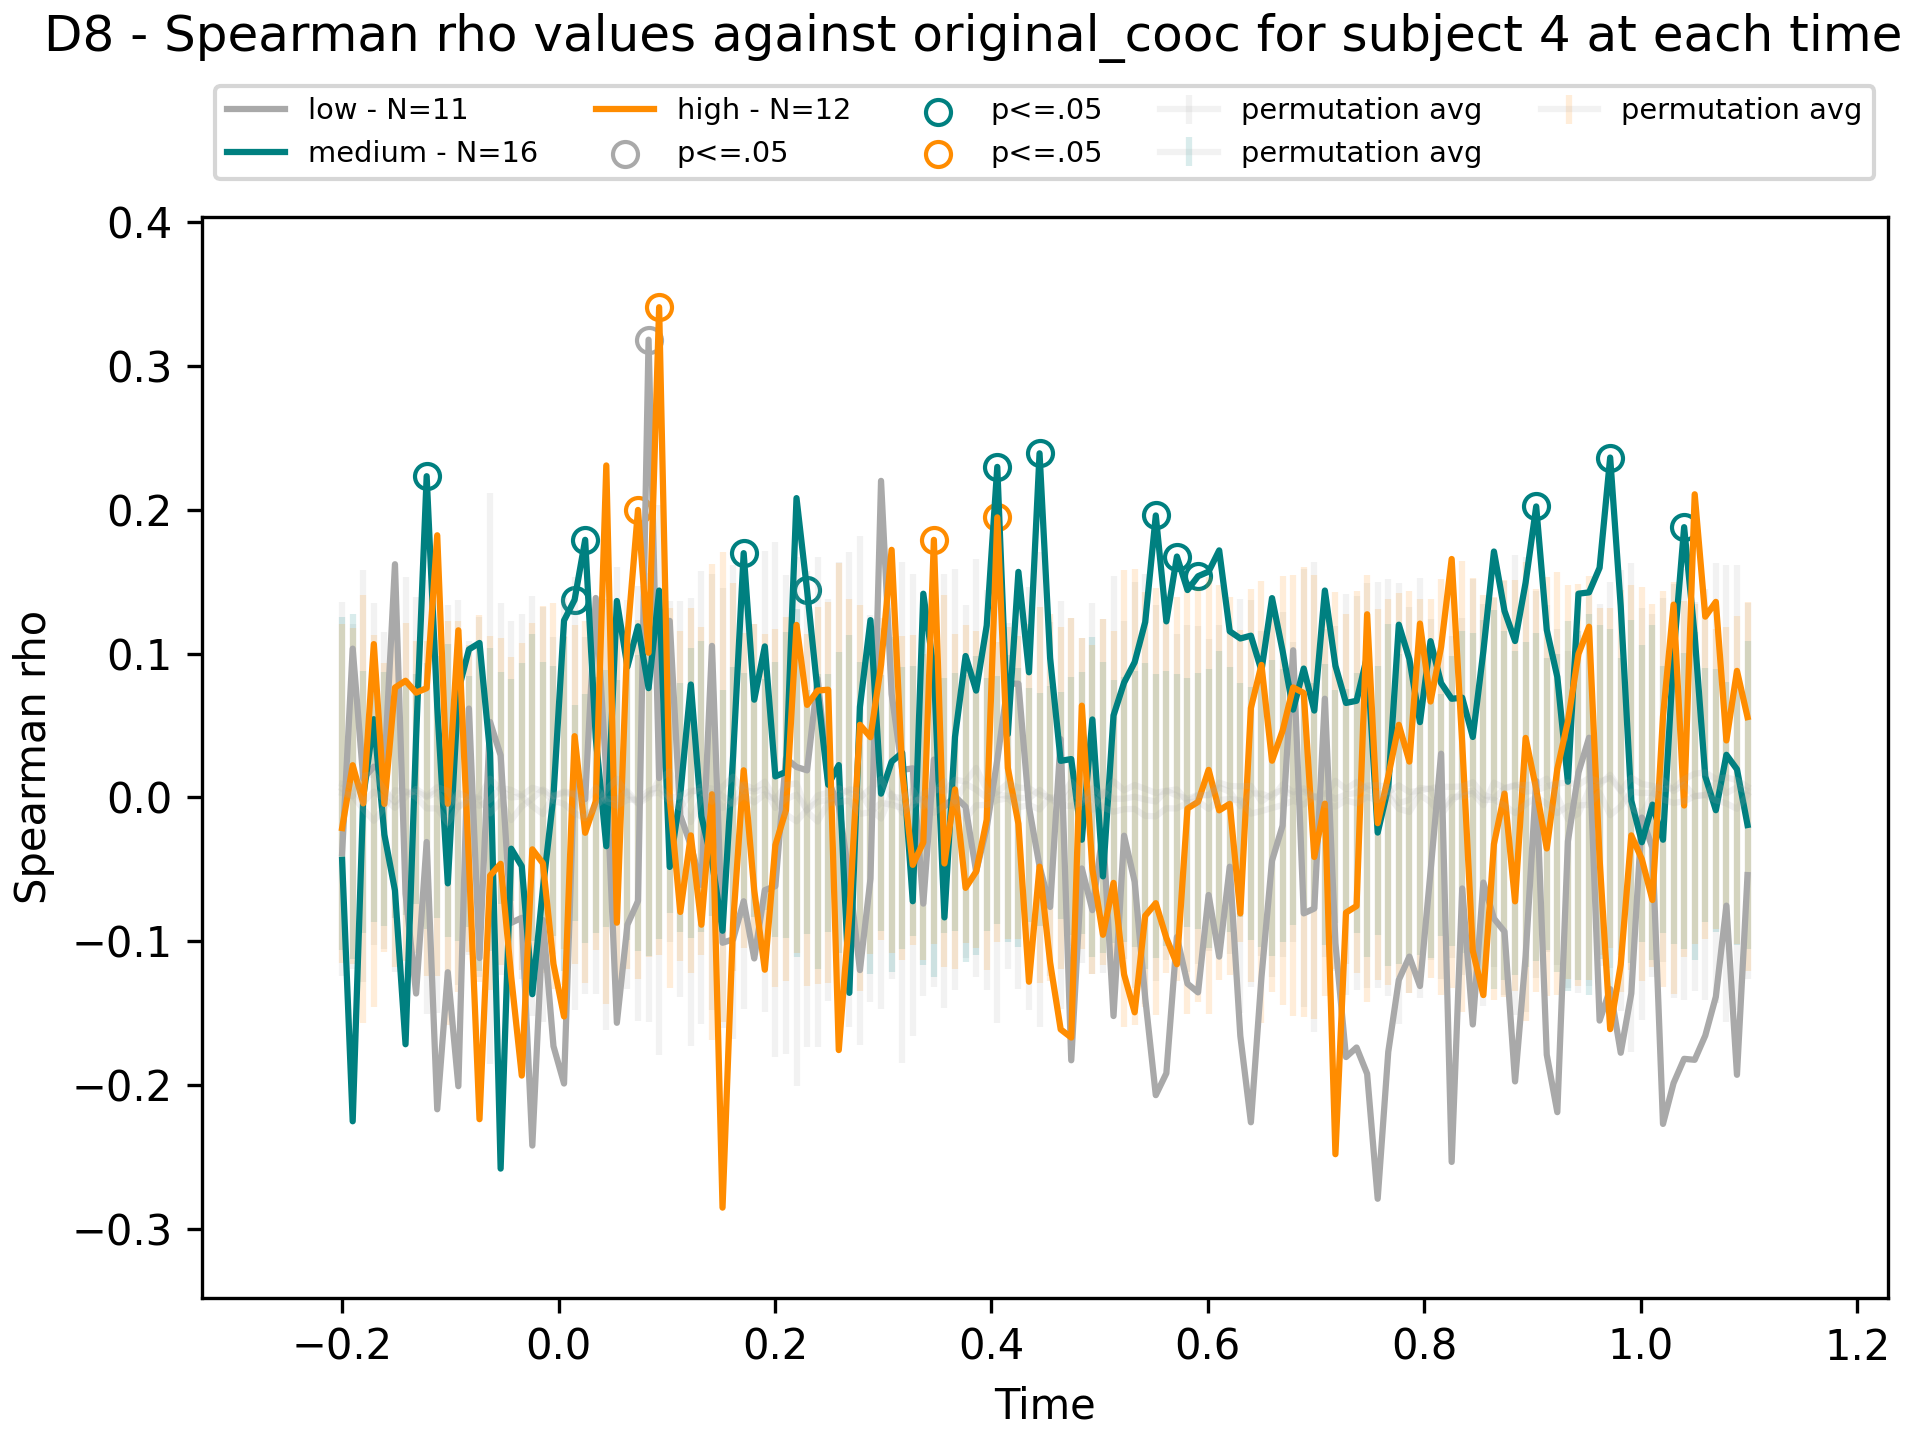 D8 - Spearman rho values against original_cooc for subject 4 at each time
low - N=11
medium - N=16
high - N=12
p<=.05
p<=.05
p<=.05
permutation avg
permutation avg
permutation avg
0.4
0.3
0.2
0.1
0.0
−0.1
−0.2
−0.3
Spearman rho
−0.2 0.0 0.2 0.4 0.6 0.8 1.0 1.2
Time